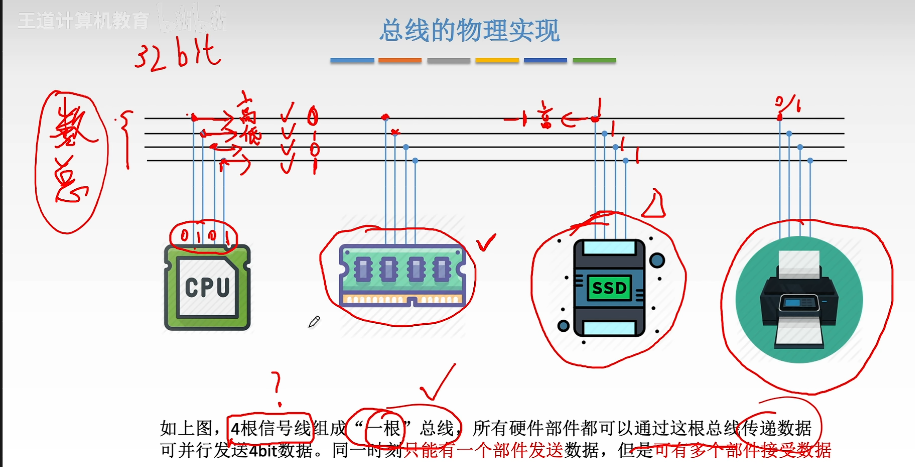 王道计算机教育
总线的物理实现
32bit
数
总
高 ✓ 0
低 ✓ 1
✓ 0
✓ 1
1 高 1
1
1
1
0/1
0 1 0 1
CPU
SSD
?
如上图，4根信号线组成“一根”总线，所有硬件部件都可以通过这根总线传递数据
可并行发送4bit数据。同一时刻只能有一个部件发送数据，但是可有多个部件接受数据